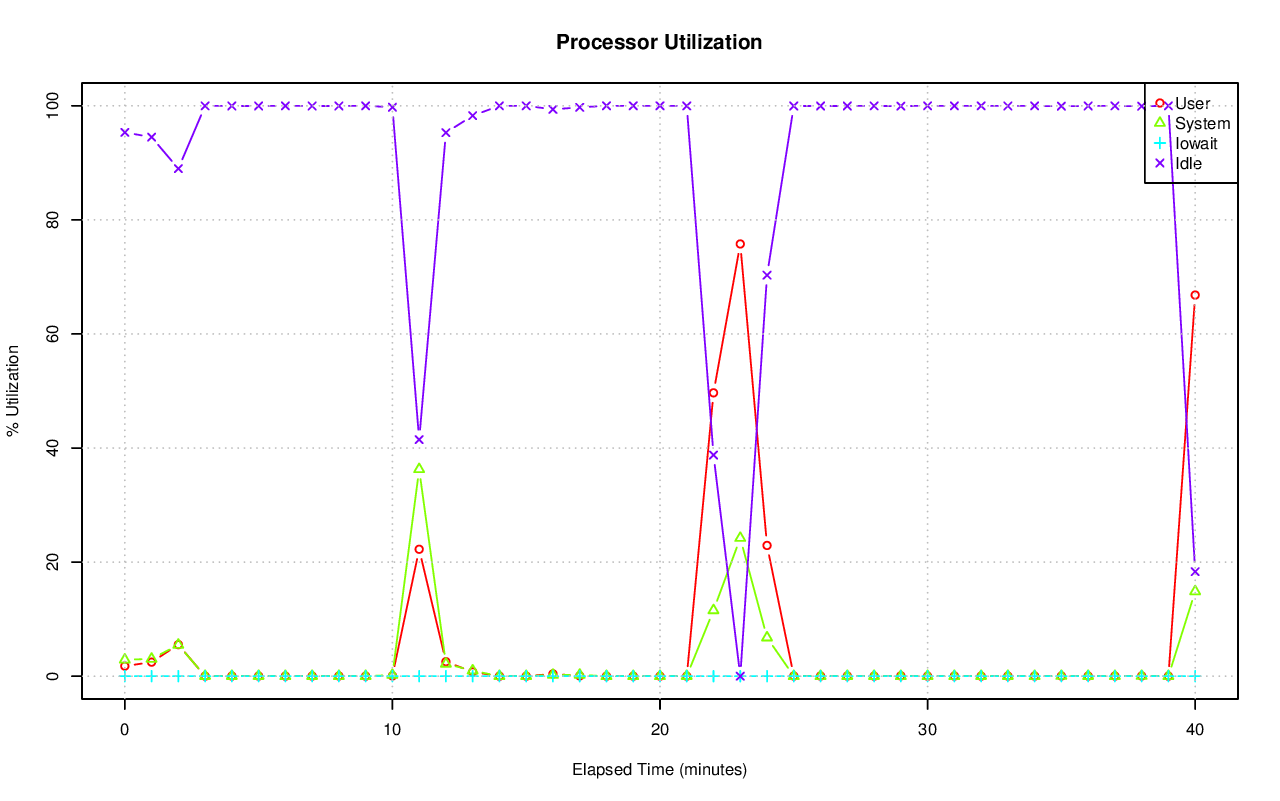 Processor Utilization
% Utilization
100
80
60
40
20
0
User
System
Iowait
Idle
0 10 20 30 40
Elapsed Time (minutes)